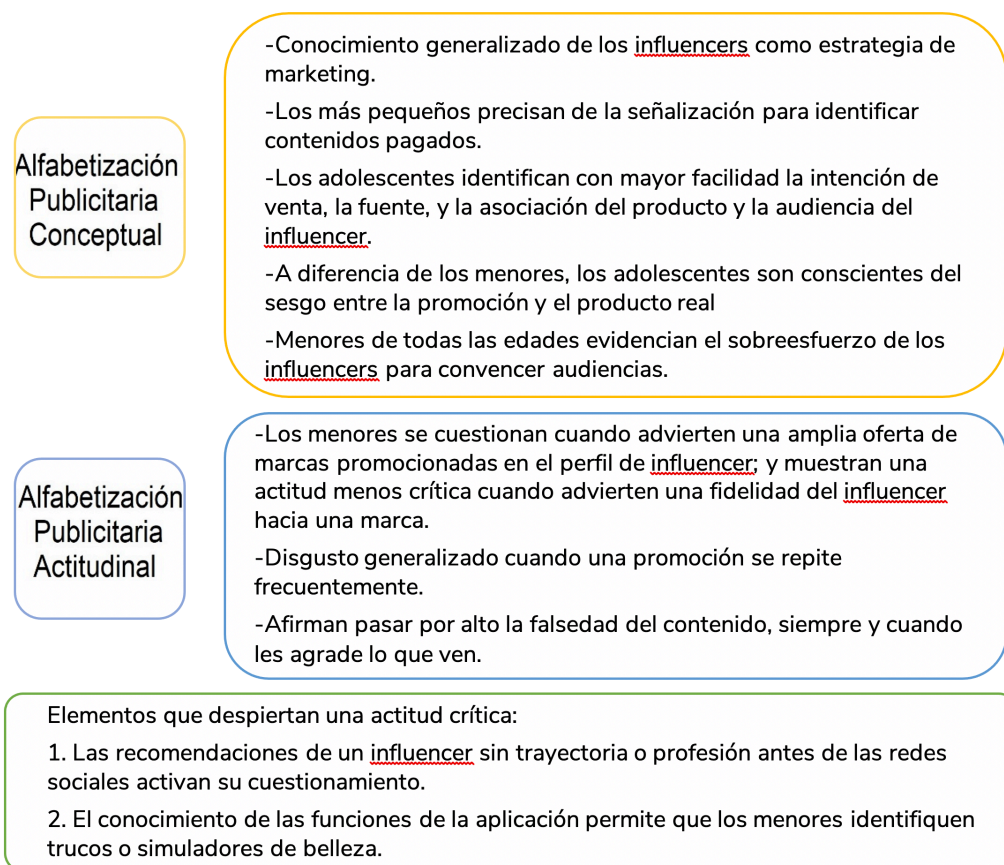 Alfabetización
Publicitaria
Conceptual
-Conocimiento generalizado de los influencers como estrategia de
marketing.
-Los más pequeños precisan de la señalización para identificar
contenidos pagados.
-Los adolescentes identifican con mayor facilidad la intención de
venta, la fuente, y la asociación del producto y la audiencia del
influencer.
-A diferencia de los menores, los adolescentes son conscientes del
sesgo entre la promoción y el producto real
-Menores de todas las edades evidencian el sobreesfuerzo de los
influencers para convencer audiencias.
Alfabetización
Publicitaria
Actitudinal
-Los menores se cuestionan cuando advierten una amplia oferta de
marcas promocionadas en el perfil de influencer; y muestran una
actitud menos crítica cuando advierten una fidelidad del influencer
hacia una marca.
-Disgusto generalizado cuando una promoción se repite
frecuentemente.
-Afirman pasar por alto la falsedad del contenido, siempre y cuando
les agrade lo que ven.
Elementos que despiertan una actitud crítica:
1. Las recomendaciones de un influencer sin trayectoria o profesión antes de las redes
sociales activan su cuestionamiento.
2. El conocimiento de las funciones de la aplicación permite que los menores identifiquen
trucos o simuladores de belleza.